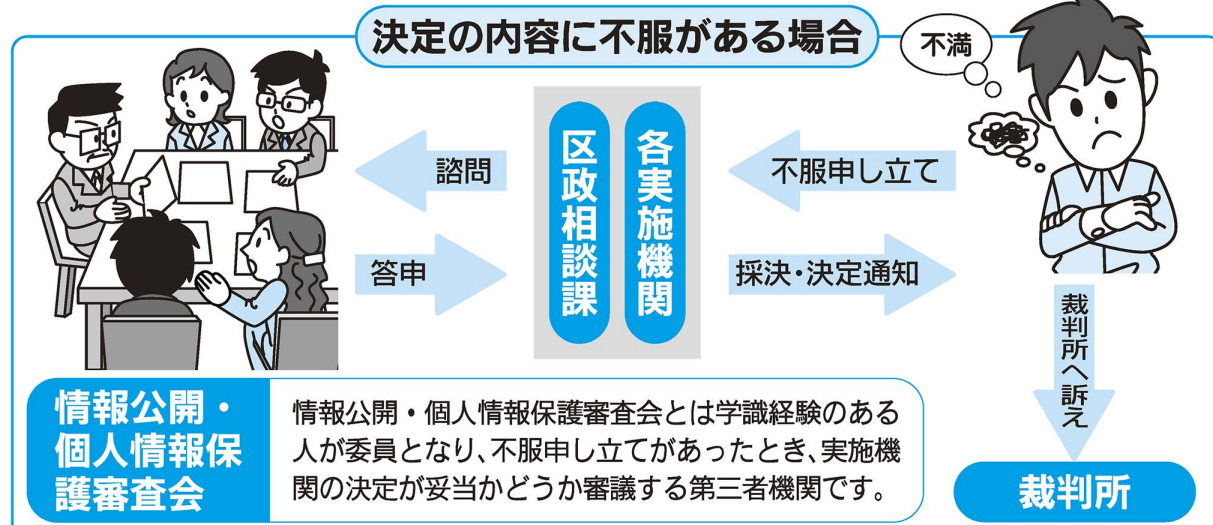 決定の内容に不服がある場合
不満
諮問
答申
区政相談課
各実施機関
不服申し立て
採決・決定通知
裁判所へ訴え
裁判所
情報公開・
個人情報保
護審査会
情報公開・個人情報保護審査会とは学識経験のある
人が委員となり、不服申し立てがあったとき、実施機
関の決定が妥当かどうか審議する第三者機関です。